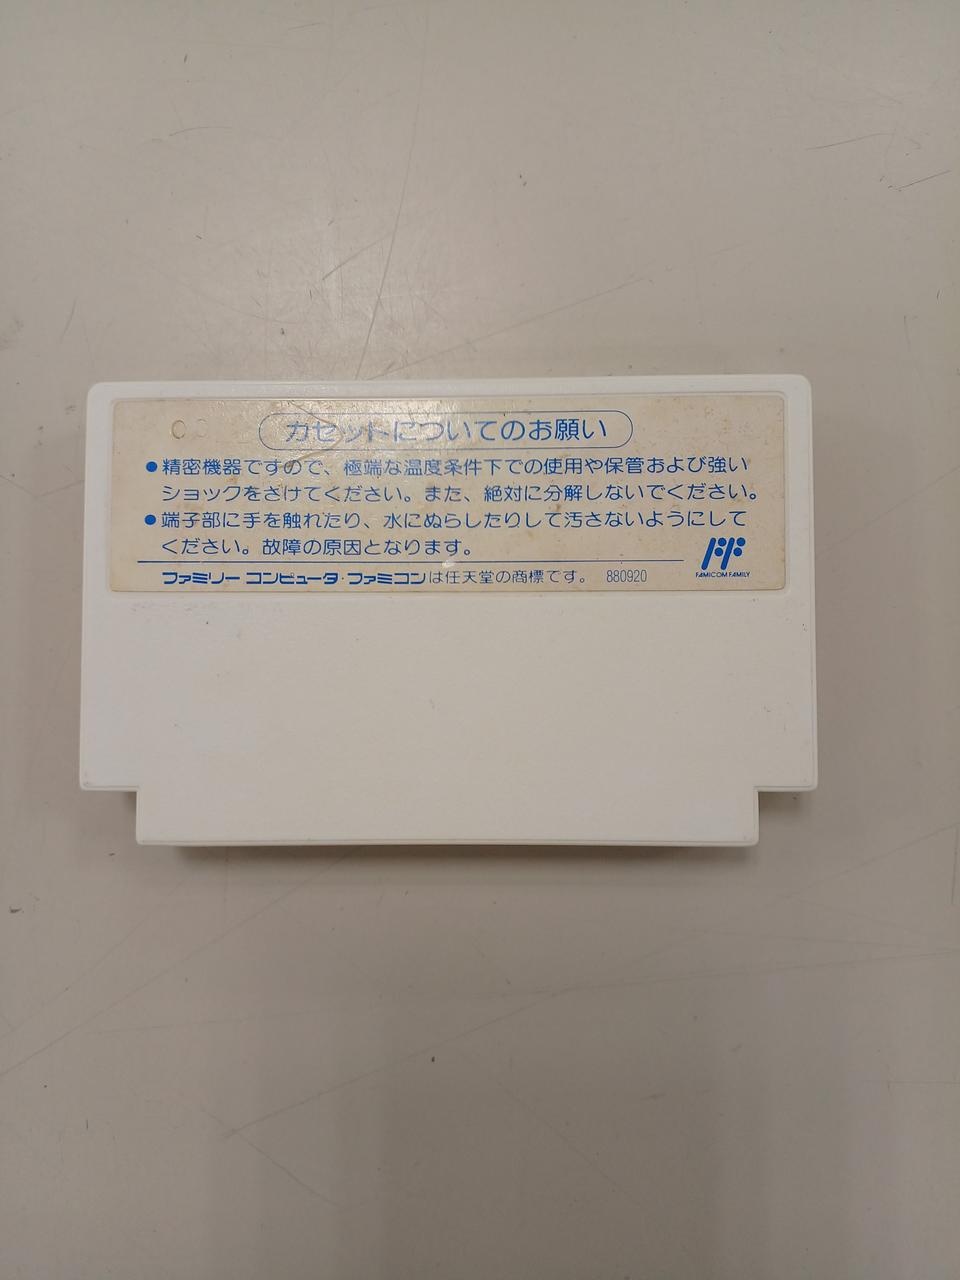 カセットについてのお願い
●精密機器ですので、極端な温度条件下での使用や保管および強い
ショックをさけてください。また、絶対に分解しないでください。
●端子部に手を触れたり、水にぬらしたりして汚さないようにして
ください。故障の原因となります。
FAMICOM FAMILY
ファミリー コンピュータ・ファミコンは任天堂の商標です。 880920